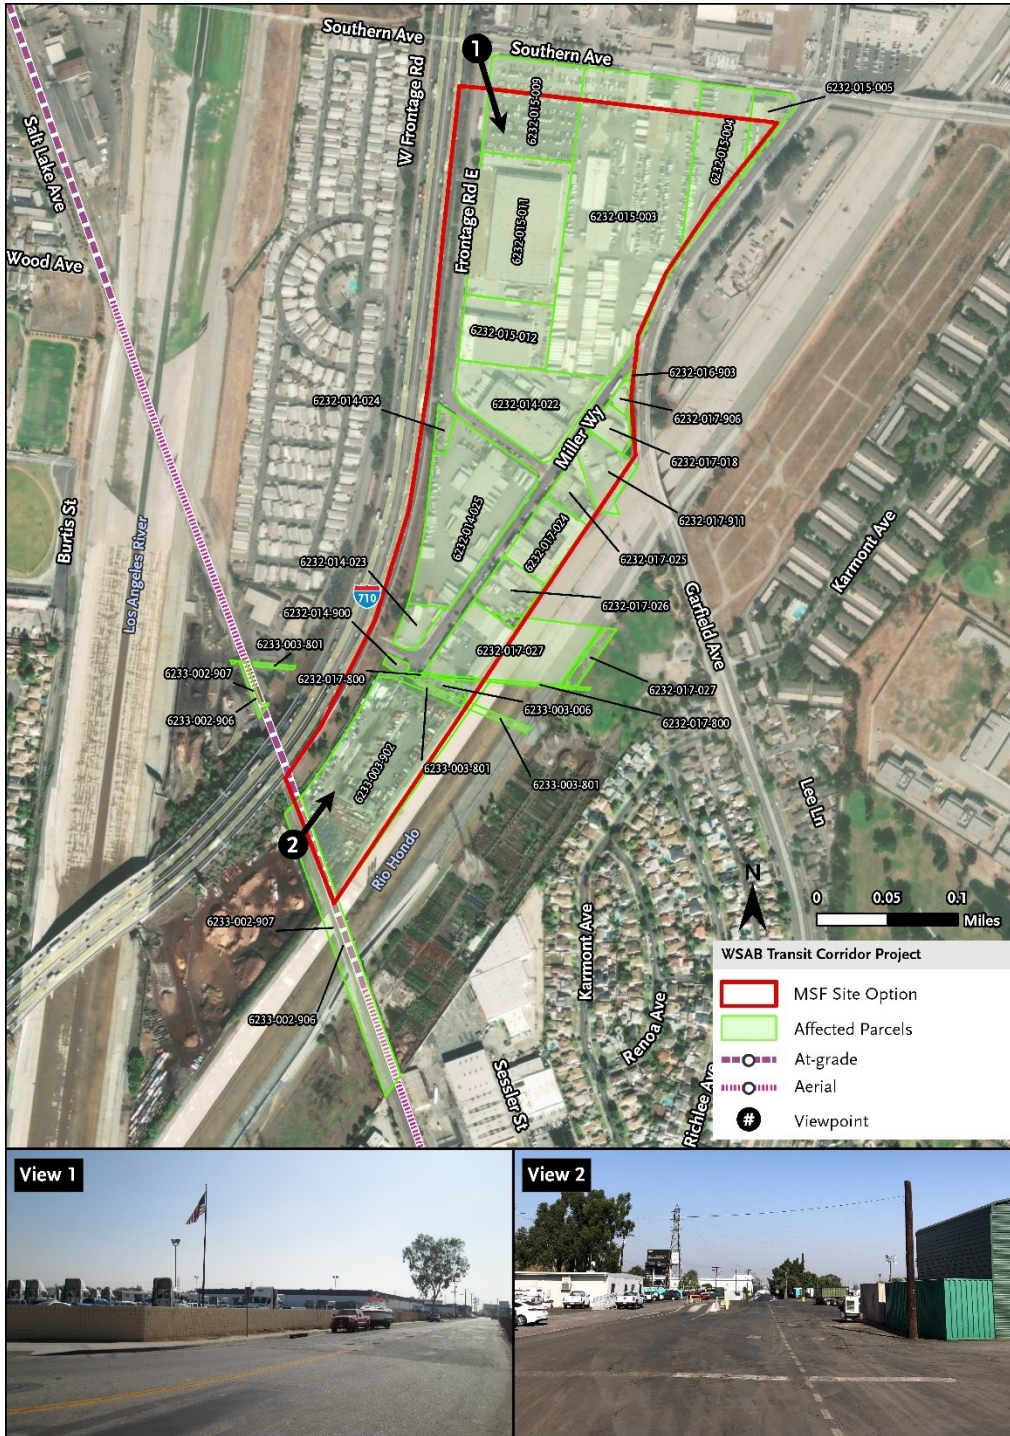 Southern Ave
1
Southern Ave
W Frontage Rd
6232-015-005
6232-015-009
6232-015-004
Salt Lake Ave
Frontage Rd E
6232-015-011
6232-015-003
Wood Ave
6232-015-012
6232-016-903
6232-014-024
6232-014-022
6232-017-906
Miller Wy
6232-017-018
6232-014-025
6232-017-911
6232-017-024
Burtis St
Los Angeles River
6232-014-023
6232-017-025
Karmont Ave
710
6232-014-900
6232-017-026
Garfield Ave
6233-003-801
6232-017-027
6233-002-907
6232-017-800
6232-017-027
6233-003-006
6233-002-906
6232-017-800
6233-003-902
6233-003-801
6233-003-801
Lee Ln
2
Rio Hondo
N
0 0.05 0.1
Miles
6233-002-907
Karmont Ave
6233-002-906
Renoa Ave
Sessler St
Richlee Ave
WSAB Transit Corridor Project
MSF Site Option
Affected Parcels
At-grade
Aerial
# Viewpoint
View 1
View 2